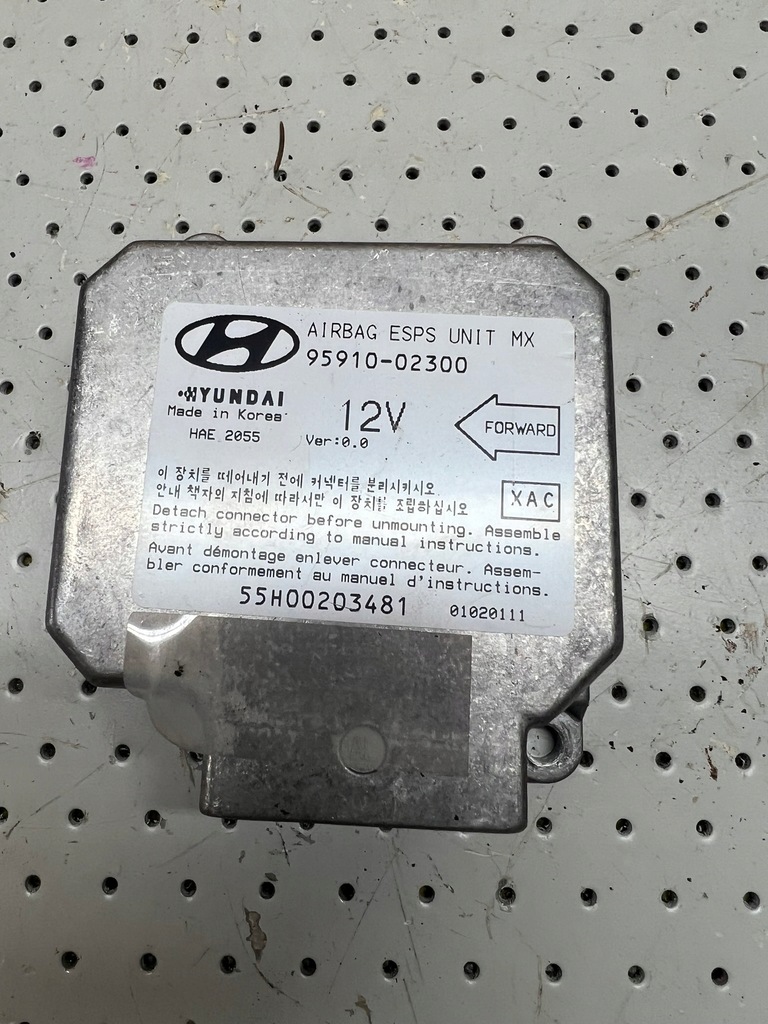 AIRBAG ESPS UNIT MX
95910-02300
HYUNDAI
Made in Korea
12V
FORWARD
HAE 2055
Ver:0.0
이 장치를 떼어내기 전에 커넥터를 분리시키시오
안내 책자의 지침에 따라서만 이 장치를 조립하십시오
XAC
Detach connector before unmounting. Assemble
strictly according to manual instructions.
Avant démontage enlever connecteur. Assem-
bler conformement au manuel d'instructions.
55H00203481
01020111